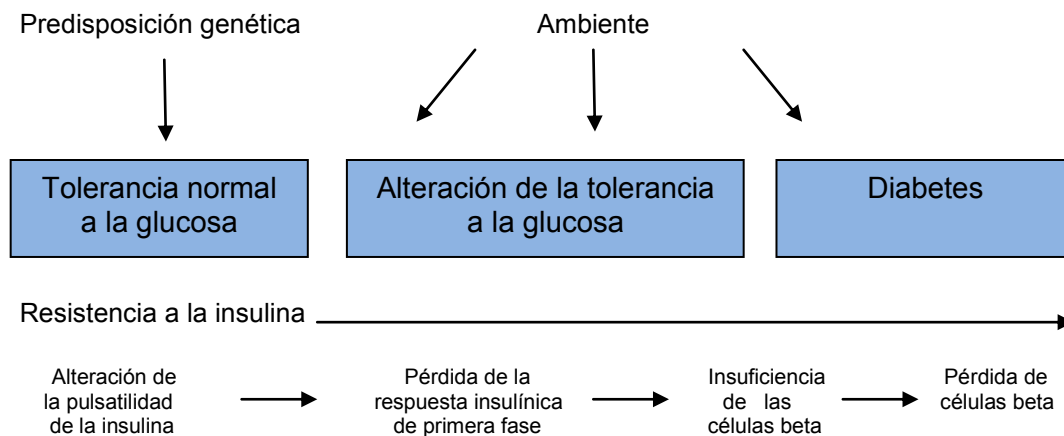 Predisposición genética
Ambiente
Tolerancia normal
a la glucosa
Alteración de la tolerancia
a la glucosa
Diabetes
Resistencia a la insulina
Alteración de
la pulsatilidad
de la insulina
Pérdida de la
respuesta insulínica
de primera fase
Insuficiencia
de las
células beta
Pérdida de
células beta